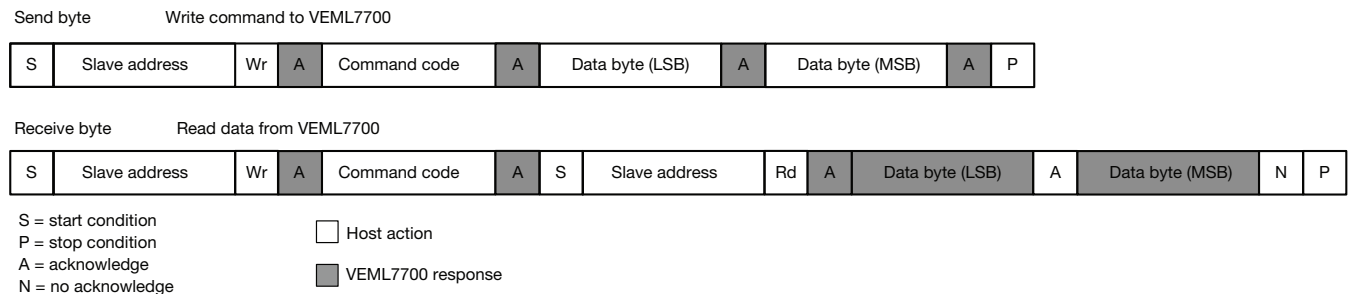 Send byte Write command to VEML7700
S Slave address Wr A Command code A Data byte (LSB) A Data byte (MSB) A P
Receive byte Read data from VEML7700
S Slave address Wr A Command code A S Slave address Rd A Data byte (LSB) A Data byte (MSB) N P
S = start condition
P = stop condition
A = acknowledge
N = no acknowledge
Host action
VEML7700 response